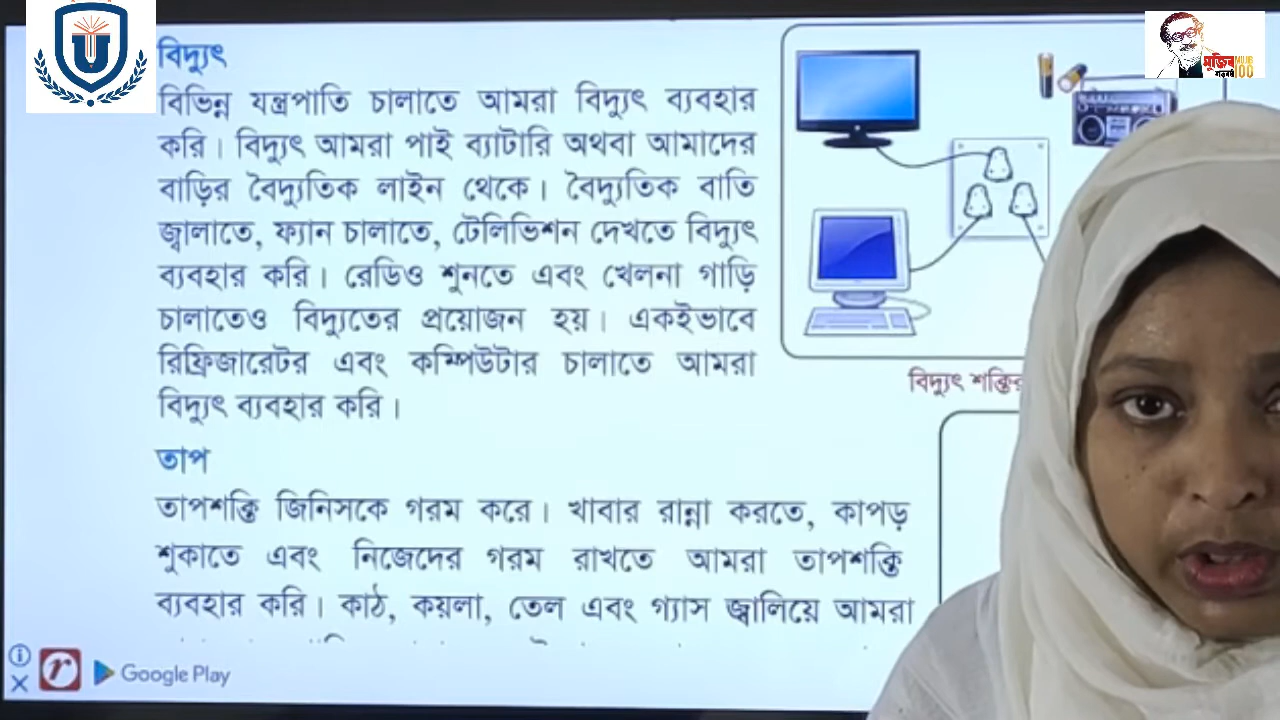 বিদ্যুৎ
বিভিন্ন যন্ত্রপাতি চালাতে আমরা বিদ্যুৎ ব্যবহার
করি। বিদ্যুৎ আমরা পাই ব্যাটারি অথবা আমাদের
বাড়ির বৈদ্যুতিক লাইন থেকে। বৈদ্যুতিক বাতি
জ্বালাতে, ফ্যান চালাতে, টেলিভিশন দেখতে বিদ্যুৎ
ব্যবহার করি। রেডিও শুনতে এবং খেলনা গাড়ি
চালাতেও বিদ্যুতের প্রয়োজন হয়। একইভাবে
রিফ্রিজারেটর এবং কম্পিউটার চালাতে আমরা
বিদ্যুৎ ব্যবহার করি।
বিদ্যুৎ শক্তির
তাপ
তাপশক্তি জিনিসকে গরম করে। খাবার রান্না করতে, কাপড়
শুকাতে এবং নিজেদের গরম রাখতে আমরা তাপশক্তি
ব্যবহার করি। কাঠ, কয়লা, তেল এবং গ্যাস জ্বালিয়ে আমরা
Google Play
মুজিব MUJIB
100